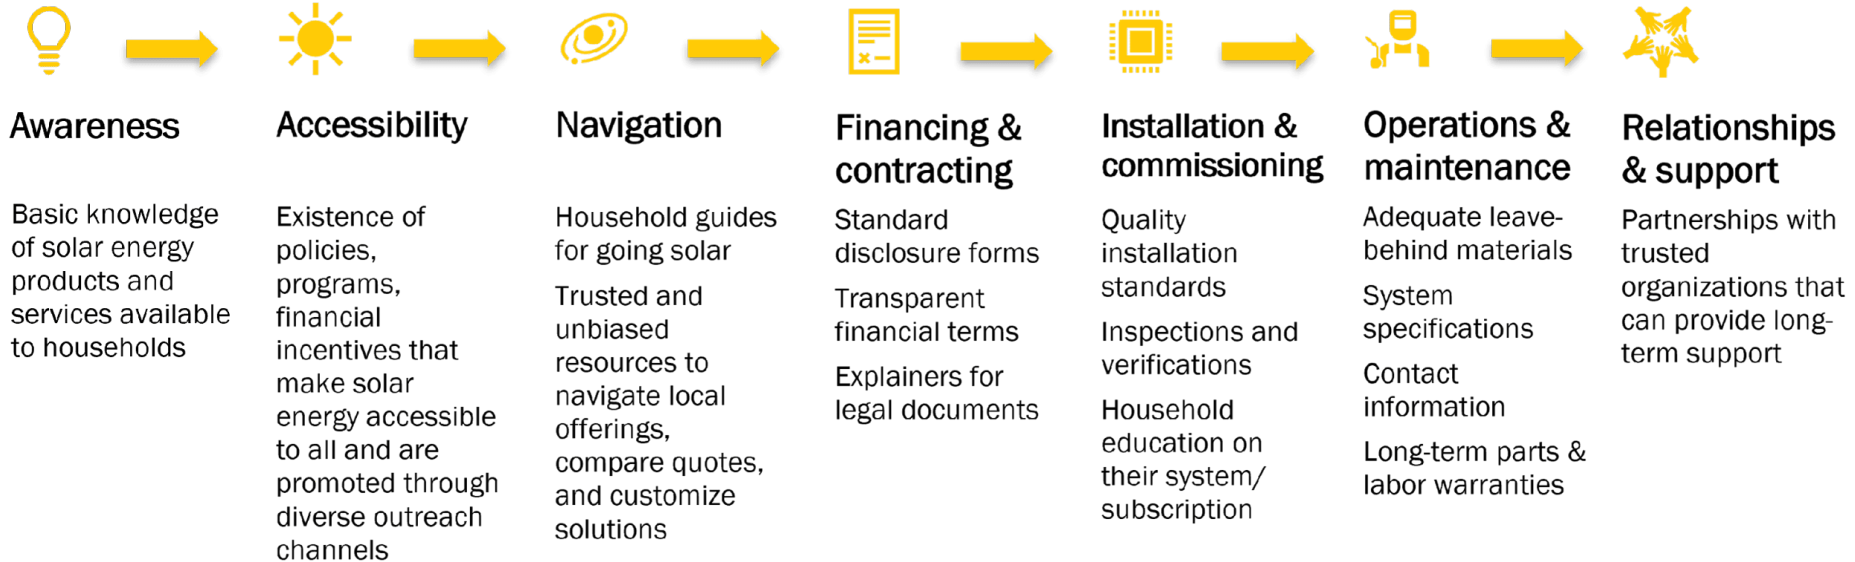 Awareness
Basic knowledge
of solar energy
products and
services available
to households
Accessibility
Existence of
policies,
programs,
financial
incentives that
make solar
energy accessible
to all and are
promoted through
diverse outreach
channels
Navigation
Household guides
for going solar
Trusted and
unbiased
resources to
navigate local
offerings,
compare quotes,
and customize
solutions
Financing &
contracting
Standard
disclosure forms
Transparent
financial terms
Explainers for
legal documents
Installation &
commissioning
Quality
installation
standards
Inspections and
verifications
Household
education on
their system/
subscription
Operations &
maintenance
Adequate leave-
behind materials
System
specifications
Contact
information
Long-term parts &
labor warranties
Relationships
& support
Partnerships with
trusted
organizations that
can provide long-
term support